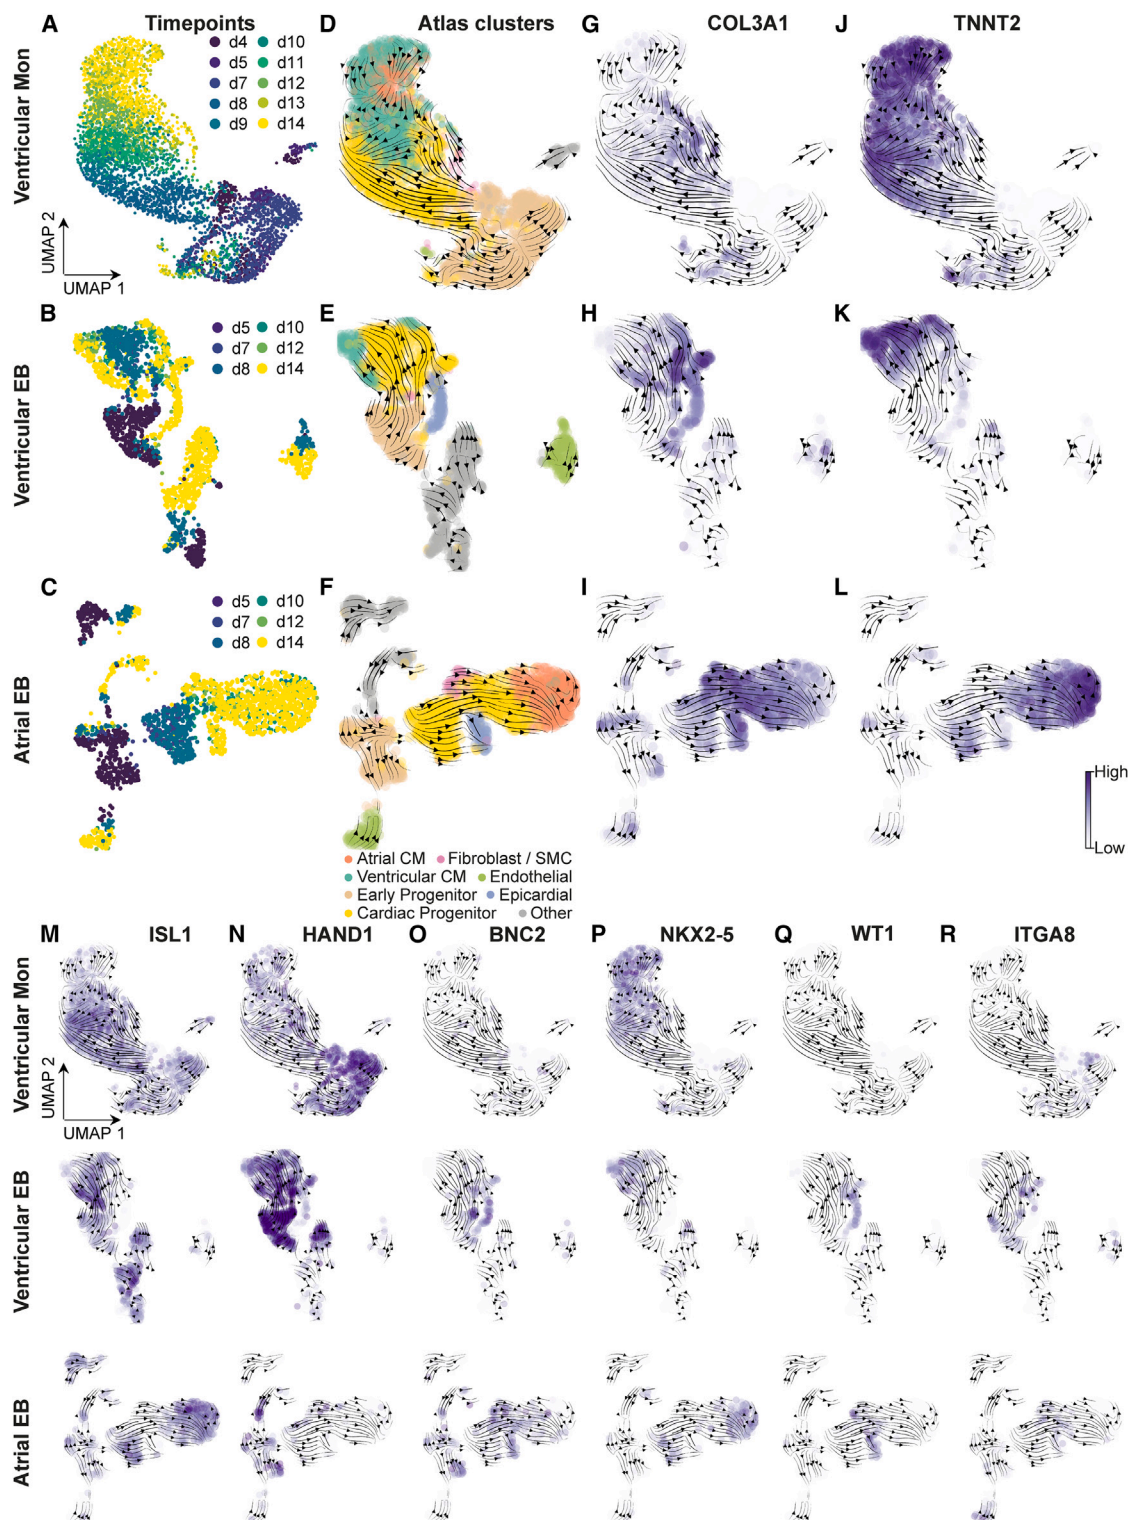 A Timepoints D Atlas clusters G COL3A1 J TNNT2
Ventricular Mon
d4 d10
d5 d11
d7 d12
d8 d13
d9 d14
UMAP 2
UMAP 1
B E H K
Ventricular EB
d5 d10
d7 d12
d8 d14
C F I L
Atrial EB
d5 d10
d7 d12
d8 d14
High
Low
Atrial CM Fibroblast / SMC
Ventricular CM Endothelial
Early Progenitor Epicardial
Cardiac Progenitor Other
M ISL1 N HAND1 O BNC2 P NKX2-5 Q WT1 R ITGA8
Ventricular Mon
UMAP 2
UMAP 1
Ventricular EB
Atrial EB